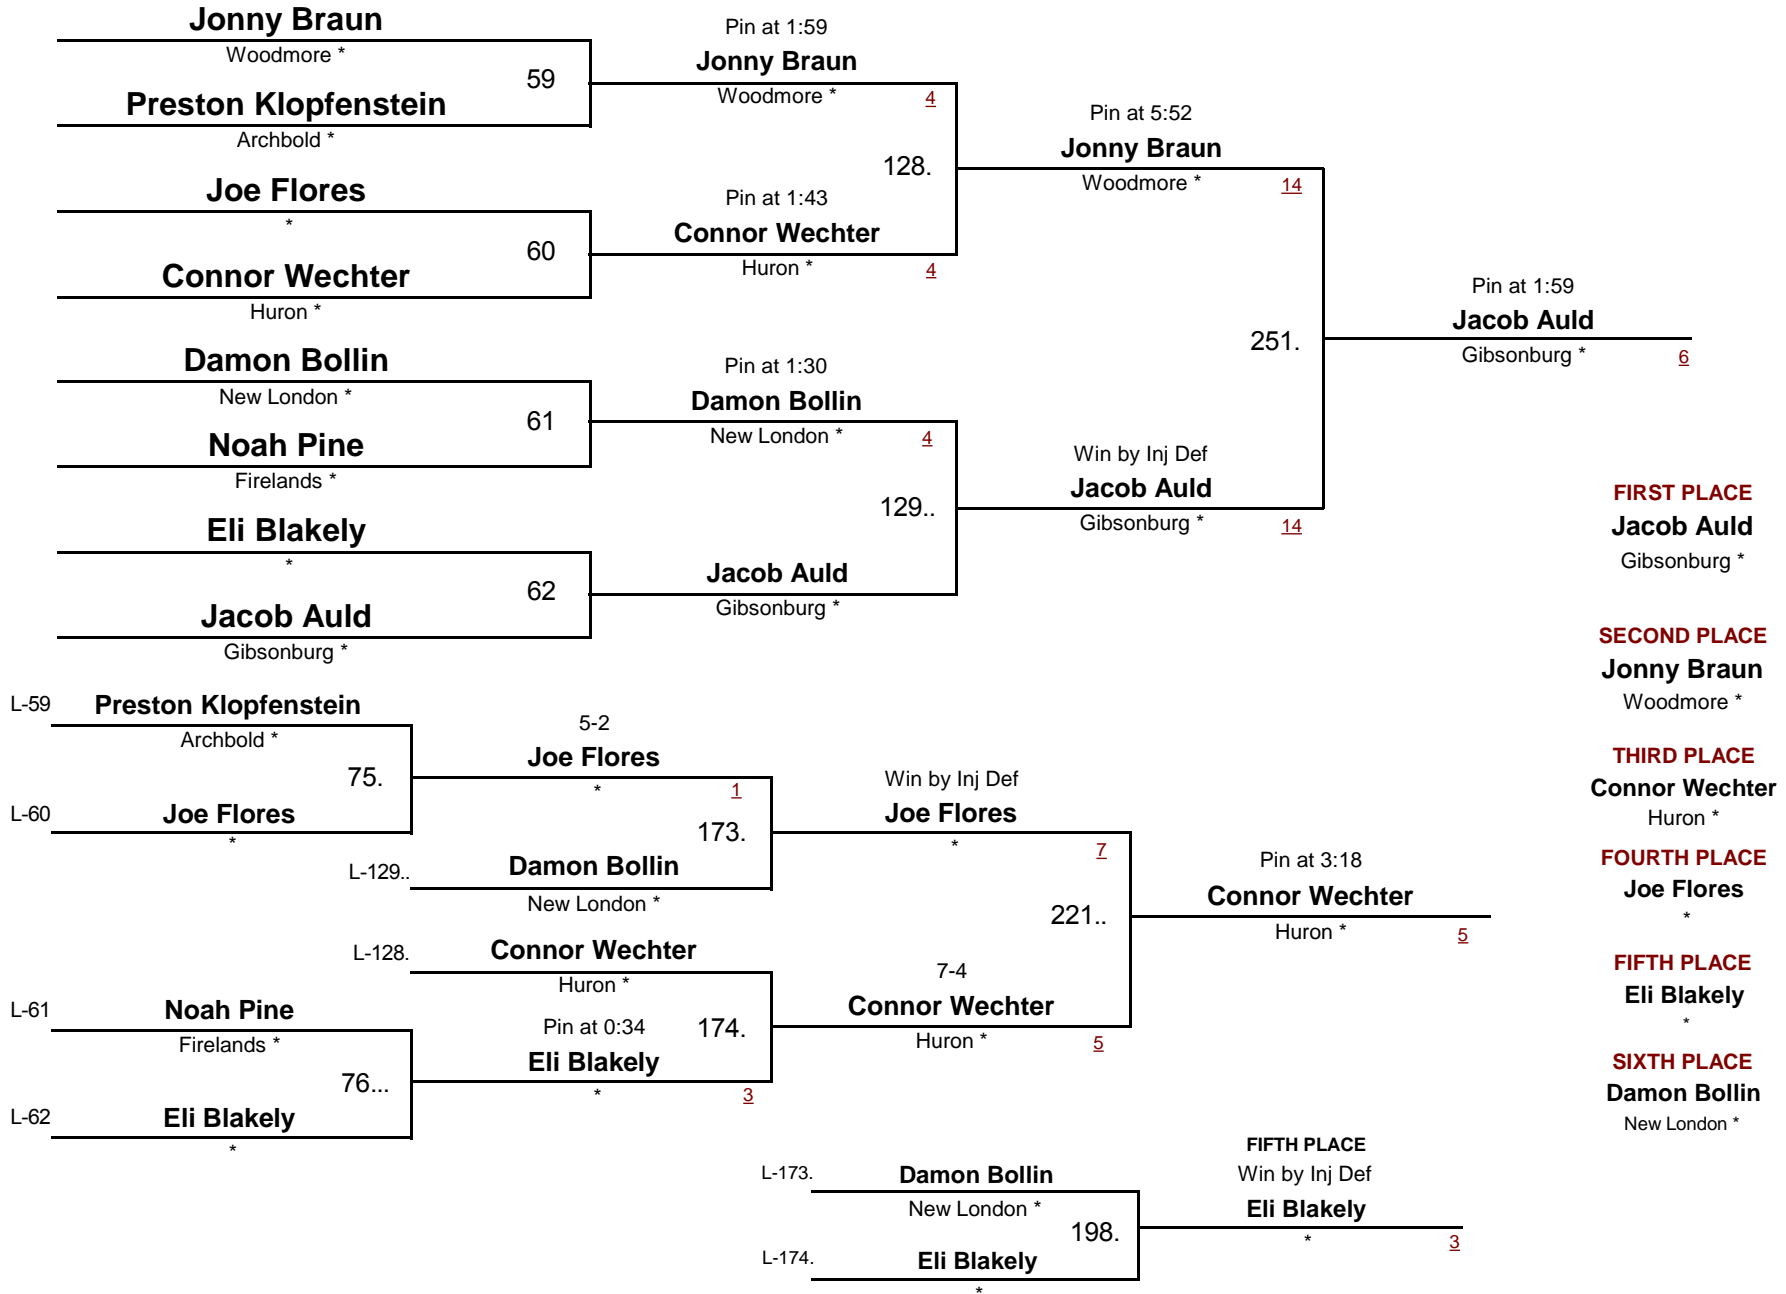 Jonny Braun
Woodmore *
59
Preston Klopfenstein
Archbold *
Joe Flores
*
60
Connor Wechter
Huron *
Damon Bollin
New London *
61
Noah Pine
Firelands *
Eli Blakely
*
62
Jacob Auld
Gibsonburg *
Pin at 1:59
Jonny Braun
Woodmore *
4
128.
Pin at 1:43
Connor Wechter
Huron *
4
Pin at 1:30
Damon Bollin
New London *
4
129..
Jacob Auld
Gibsonburg *
Pin at 5:52
Jonny Braun
Woodmore *
14
251.
Win by Inj Def
Jacob Auld
Gibsonburg *
14
Pin at 1:59
Jacob Auld
Gibsonburg *
6
FIRST PLACE
Jacob Auld
Gibsonburg *
SECOND PLACE
Jonny Braun
Woodmore *
THIRD PLACE
Connor Wechter
Huron *
FOURTH PLACE
Joe Flores
*
FIFTH PLACE
Eli Blakely
*
SIXTH PLACE
Damon Bollin
New London *
L-59
Preston Klopfenstein
Archbold *
75.
L-60
Joe Flores
*
5-2
Joe Flores
*
1
173.
L-129..
Damon Bollin
New London *
L-128.
Connor Wechter
Huron *
174.
L-61
Noah Pine
Firelands *
76...
L-62
Eli Blakely
*
Pin at 0:34
Eli Blakely
*
3
Win by Inj Def
Joe Flores
*
7
221..
7-4
Connor Wechter
Huron *
5
Pin at 3:18
Connor Wechter
Huron *
5
L-173.
Damon Bollin
New London *
198.
L-174.
Eli Blakely
*
FIFTH PLACE
Win by Inj Def
Eli Blakely
*
3